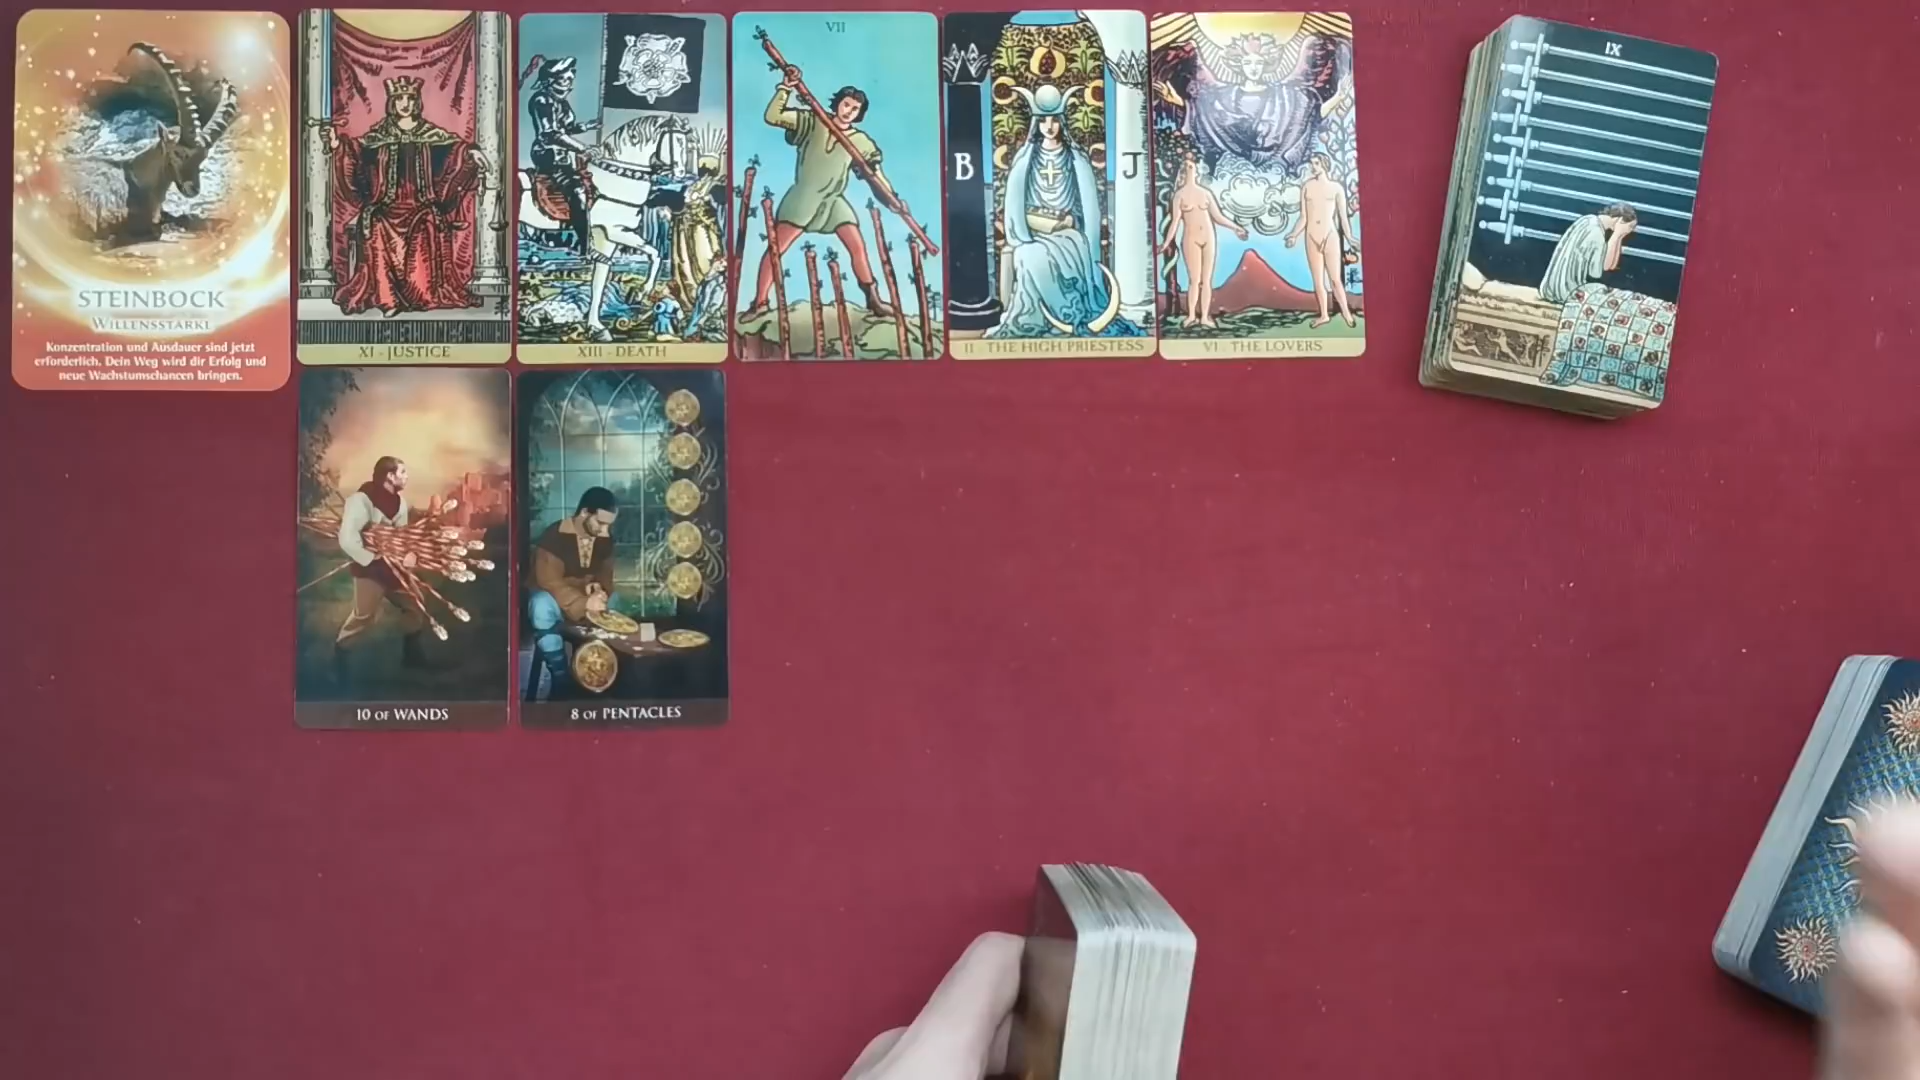 STEINBOCK
WILLENSSTÄRKE
Konzentration und Ausdauer sind jetzt
erforderlich. Dein Weg wird dir Erfolg und
neue Wachstumschancen bringen.
XI - JUSTICE
XIII - DEATH
VII
B
J
II - THE HIGH PRIESTESS
VI - THE LOVERS
IX
10 OF WANDS
8 OF PENTACLES